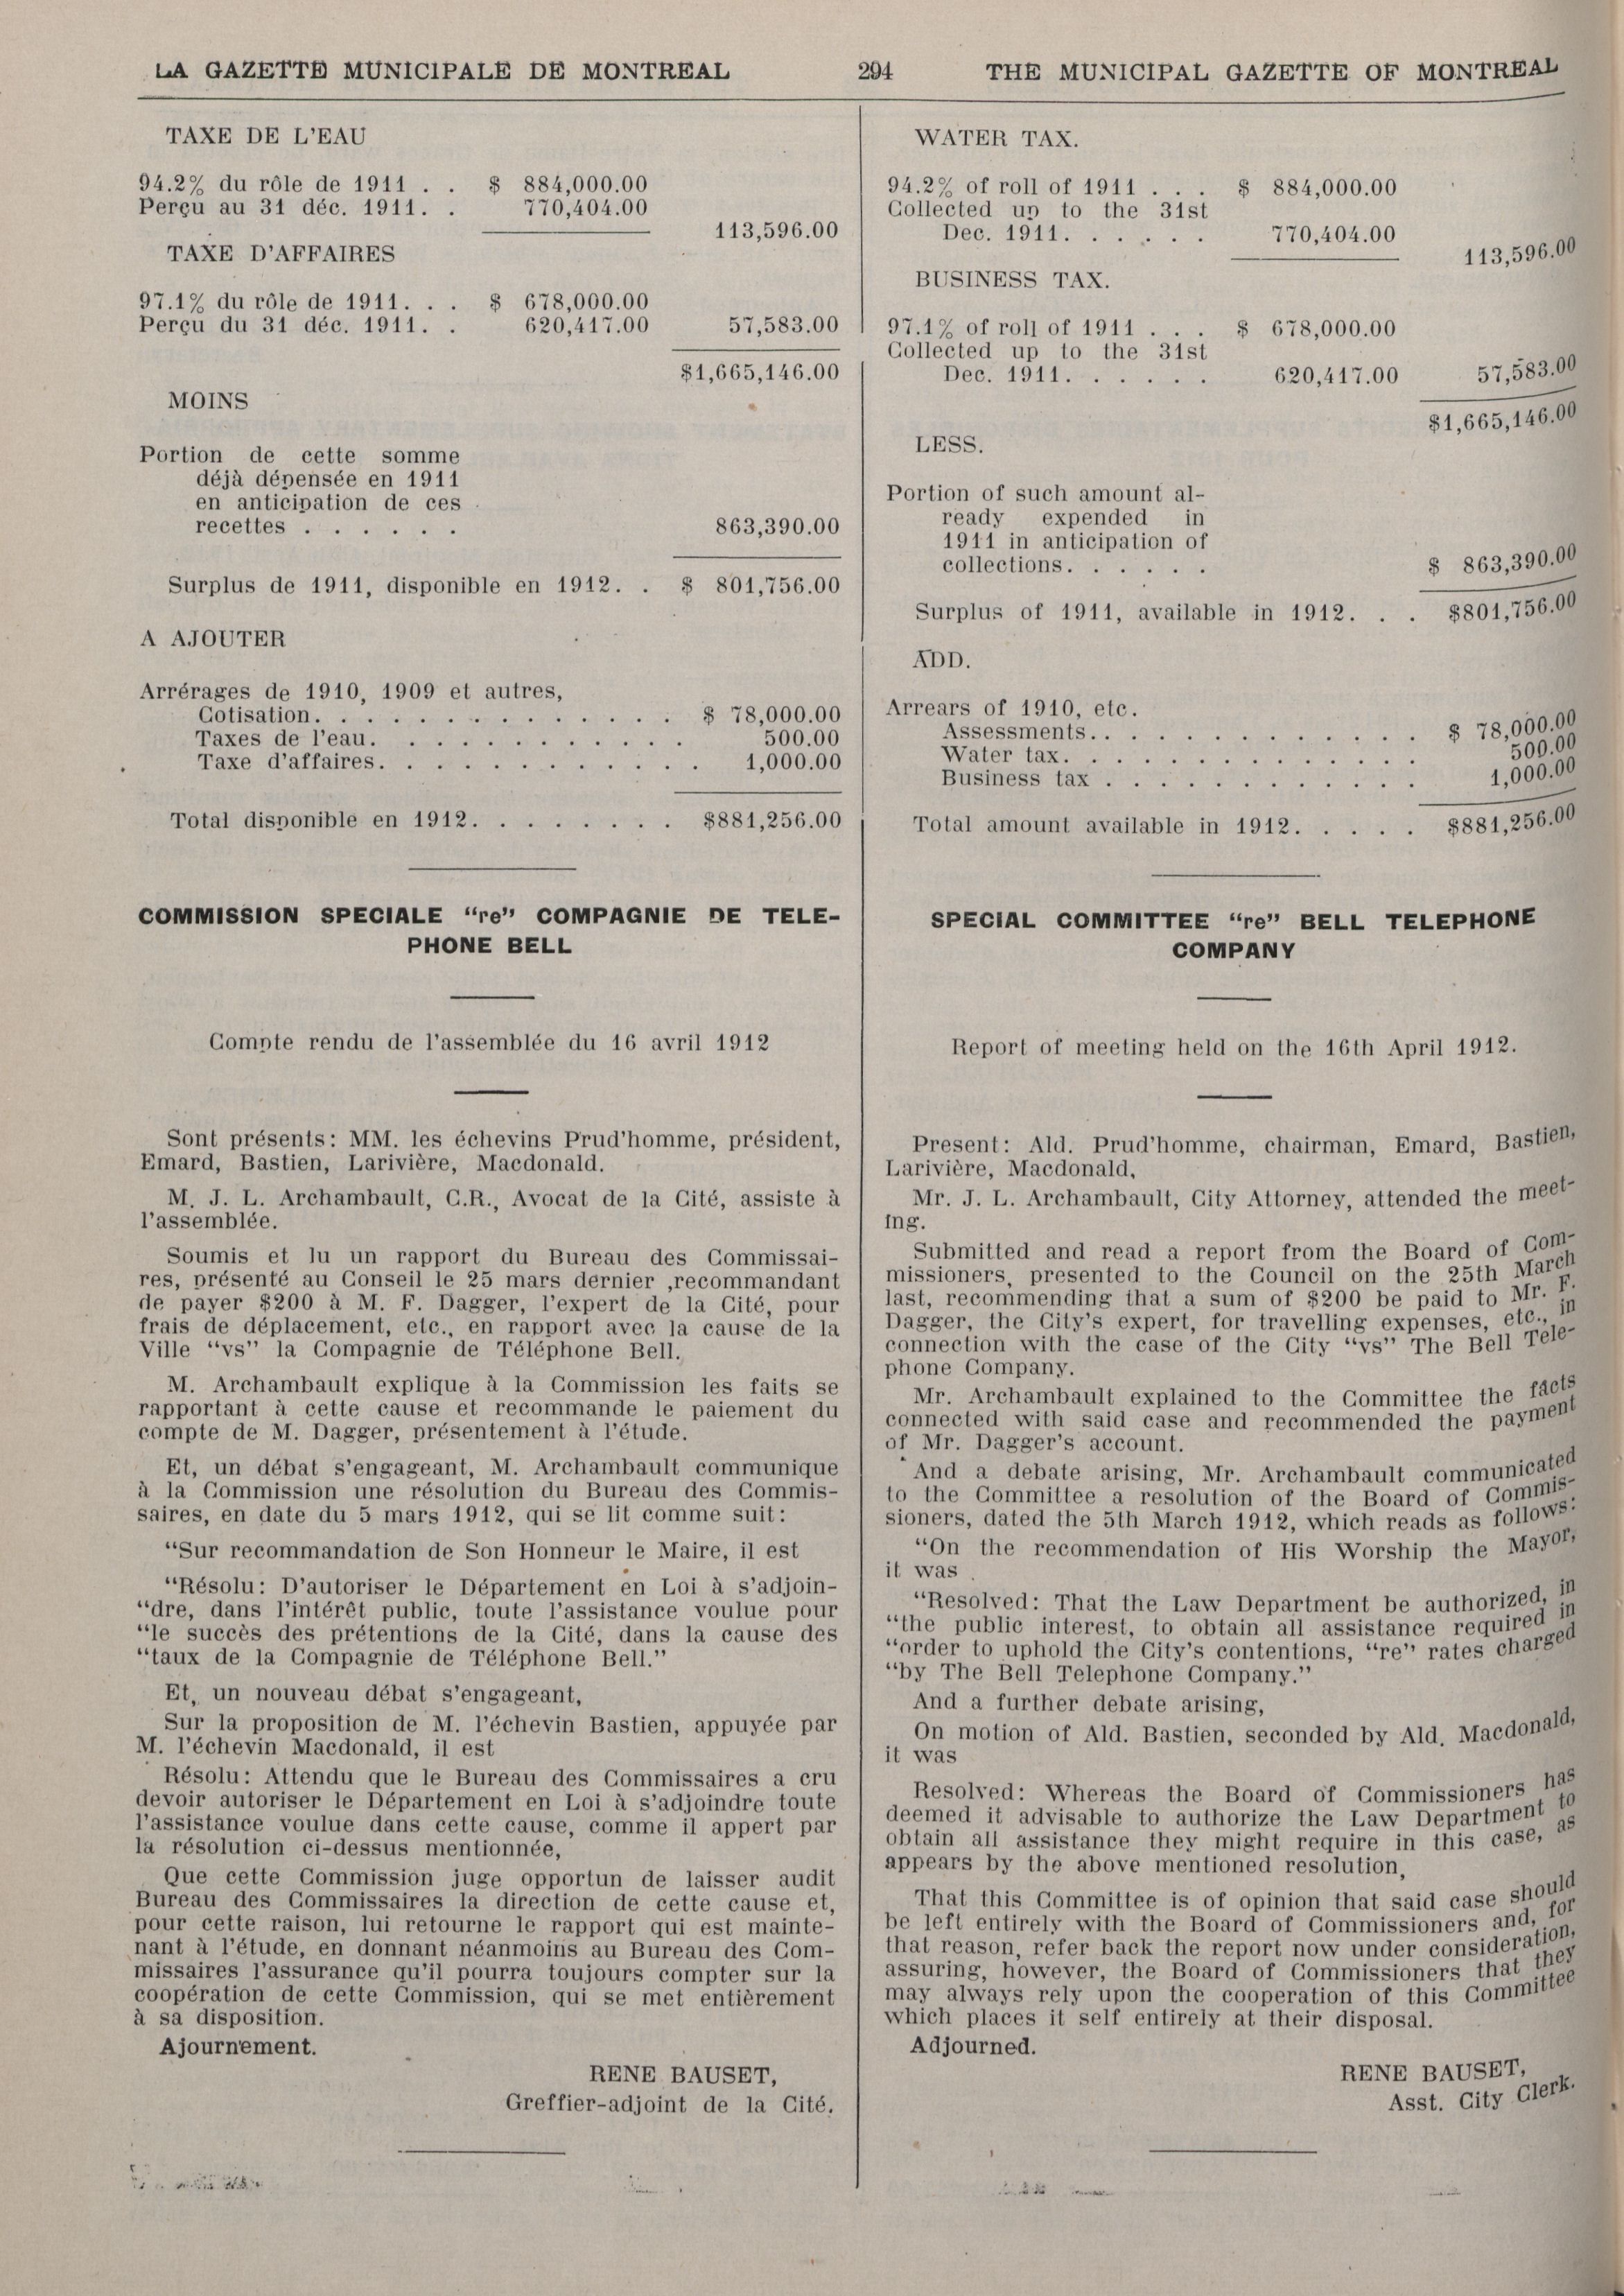 LA GAZETTE MUNICIPALE DE MONTREAL 294 THE MUNICIPAL GAZETTE OF MONTREAL
TAXE DE L'EAU
94.2% du rôle de 1911 . . $ 884,000.00
Perçu au 31 déc. 1911. . 770,404.00
113,596.00
TAXE D'AFFAIRES
97.1% du rôle de 1911. . . $ 678,000.00
Perçu du 31 déc. 1911. . 620,417.00 57,583.00
$1,665,146.00
MOINS
Portion de cette somme
déjà dépensée en 1911
en anticipation de ces
recettes . . . . . . 863,390.00
Surplus de 1911, disponible en 1912. . $ 801,756.00
A AJOUTER
Arrérages de 1910, 1909 et autres,
Cotisation. . . . . . . . . . . . . . $ 78,000.00
Taxes de l'eau. . . . . . . . . . . . 500.00
Taxe d'affaires. . . . . . . . . . . . . 1,000.00
Total disponible en 1912. . . . . . . . $881,256.00
COMMISSION SPECIALE "re" COMPAGNIE DE TELE-
PHONE BELL
Compte rendu de l'assemblée du 16 avril 1912
Sont présents: MM. les échevins Prud'homme, président,
Emard, Bastien, Larivière, Macdonald.
M. J. L. Archambault, C.R., Avocat de la Cité, assiste à
l'assemblée.
Soumis et lu un rapport du Bureau des Commissai-
res, présenté au Conseil le 25 mars dernier ,recommandant
de payer $200 à M. F. Dagger, l'expert de la Cité, pour
frais de déplacement, etc., en rapport avec la cause de la
Ville "vs" la Compagnie de Téléphone Bell.
M. Archambault explique à la Commission les faits se
rapportant à cette cause et recommande le paiement du
compte de M. Dagger, présentement à l'étude.
Et, un débat s'engageant, M. Archambault communique
à la Commission une résolution du Bureau des Commis-
saires, en date du 5 mars 1912, qui se lit comme suit:
"Sur recommandation de Son Honneur le Maire, il est
"Résolu: D'autoriser le Département en Loi à s'adjoin-
"dre, dans l'intérêt public, toute l'assistance voulue pour
"le succès des prétentions de la Cité, dans la cause des
"taux de la Compagnie de Téléphone Bell."
Et, un nouveau débat s'engageant,
Sur la proposition de M. l'échevin Bastien, appuyée par
M. l'échevin Macdonald, il est
Résolu: Attendu que le Bureau des Commissaires a cru
devoir autoriser le Département en Loi à s'adjoindre toute
l'assistance voulue dans cette cause, comme il appert par
la résolution ci-dessus mentionnée,
Que cette Commission juge opportun de laisser audit
Bureau des Commissaires la direction de cette cause et,
pour cette raison, lui retourne le rapport qui est mainte-
nant à l'étude, en donnant néanmoins au Bureau des Com-
missaires l'assurance qu'il pourra toujours compter sur la
coopération de cette Commission, qui se met entièrement
à sa disposition.
Ajournement.
RENE BAUSET,
Greffier-adjoint de la Cité.
WATER TAX.
94.2% of roll of 1911 . . . $ 884,000.00
Collected up to the 31st
Dec. 1911. . . . . . 770,404.00
113,596.00
BUSINESS TAX.
97.1% of roll of 1911 . . . $ 678,000.00
Collected up to the 31st
Dec. 1911. . . . . . 620,417.00 57,583.00
$1,665,146.00
LESS.
Portion of such amount al-
ready expended in
1911 in anticipation of
collections. . . . . . $ 863,390.00
Surplus of 1911, available in 1912. . . $801,756.00
ADD.
Arrears of 1910, etc.
Assessments. . . . . . . . . . . . . $ 78,000.00
Water tax. . . . . . . . . . . . . . 500.00
Business tax . . . . . . . . . . . . 1,000.00
Total amount available in 1912. . . . . $881,256.00
SPECIAL COMMITTEE "re" BELL TELEPHONE
COMPANY
Report of meeting held on the 16th April 1912.
Present: Ald. Prud'homme, chairman, Emard, Bastien,
Larivière, Macdonald,
Mr. J. L. Archambault, City Attorney, attended the meet-
ing.
Submitted and read a report from the Board of Com-
missioners, presented to the Council on the 25th March
last, recommending that a sum of $200 be paid to Mr. F.
Dagger, the City's expert, for travelling expenses, etc., in
connection with the case of the City "vs" The Bell Tele-
phone Company.
Mr. Archambault explained to the Committee the facts
connected with said case and recommended the payment
of Mr. Dagger's account.
And a debate arising, Mr. Archambault communicated
to the Committee a resolution of the Board of Commis-
sioners, dated the 5th March 1912, which reads as follows:
"On the recommendation of His Worship the Mayor,
it was
"Resolved: That the Law Department be authorized, in
"the public interest, to obtain all assistance required in
"order to uphold the City's contentions, "re" rates charged
"by The Bell Telephone Company."
And a further debate arising,
On motion of Ald. Bastien, seconded by Ald. Macdonald,
it was
Resolved: Whereas the Board of Commissioners has
deemed it advisable to authorize the Law Department to
obtain all assistance they might require in this case, as
appears by the above mentioned resolution,
That this Committee is of opinion that said case should
be left entirely with the Board of Commissioners and, for
that reason, refer back the report now under consideration,
assuring, however, the Board of Commissioners that they
may always rely upon the cooperation of this Committee
which places it self entirely at their disposal.
Adjourned.
RENE BAUSET,
Asst. City Clerk.